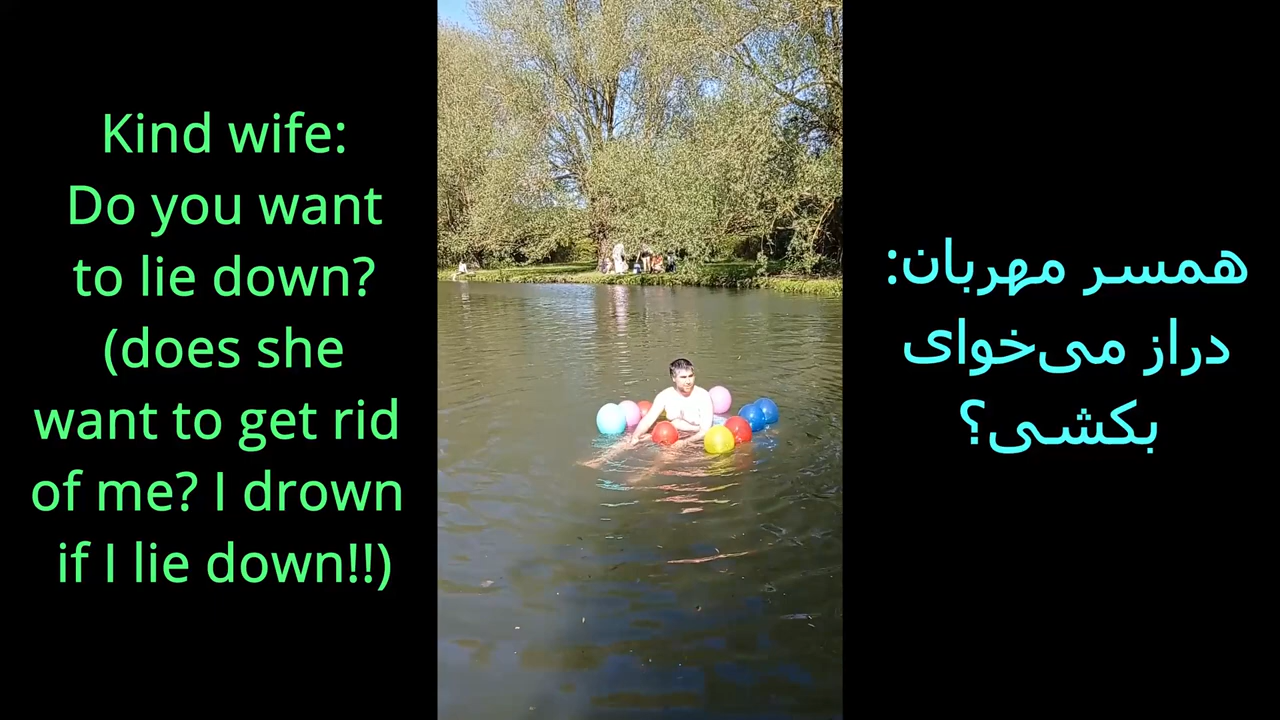 Kind wife:
Do you want
to lie down?
(does she
want to get rid
of me? I drown
if I lie down!!)
همسر مهربان:
دراز می‌خوای
بکشی؟